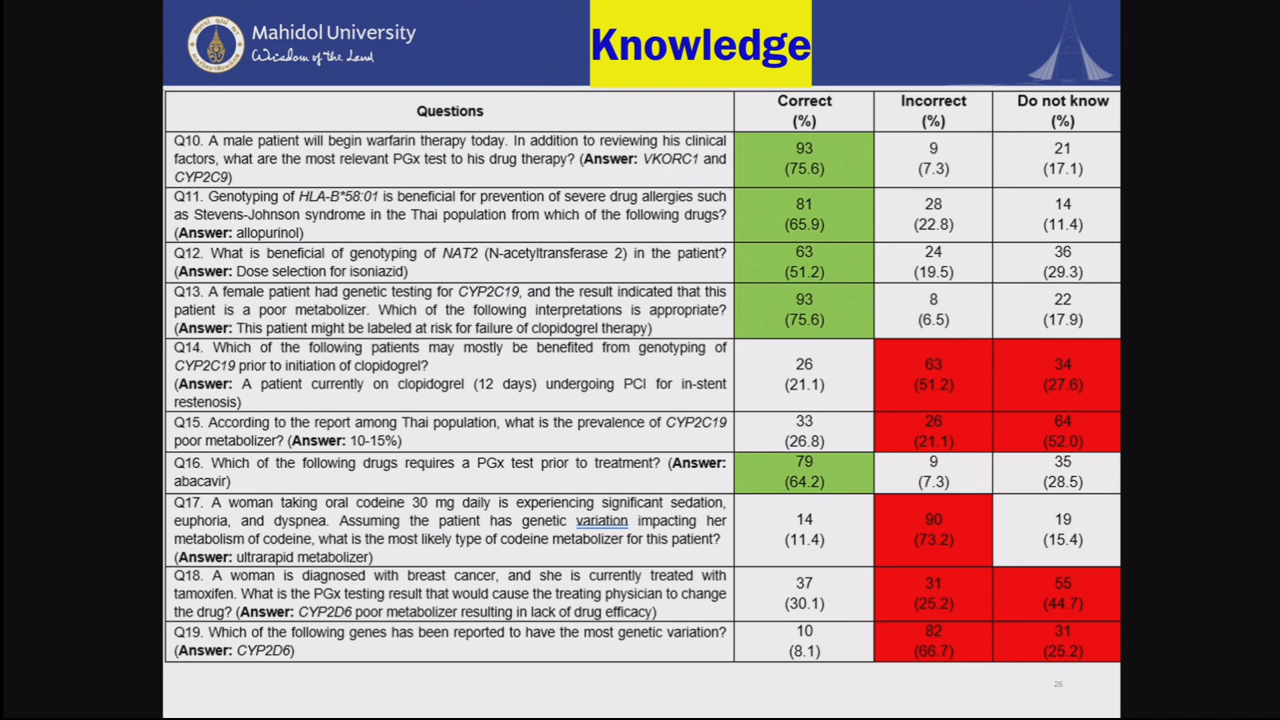 Mahidol University
Wisdom of the Land
Knowledge
Questions
Correct
(%)
Incorrect
(%)
Do not know
(%)
Q10. A male patient will begin warfarin therapy today. In addition to reviewing his clinical
factors, what are the most relevant PGx test to his drug therapy? (Answer: VKORC1 and
CYP2C9)
93
(75.6)
9
(7.3)
21
(17.1)
Q11. Genotyping of HLA-B*58:01 is beneficial for prevention of severe drug allergies such
as Stevens-Johnson syndrome in the Thai population from which of the following drugs?
(Answer: allopurinol)
81
(65.9)
28
(22.8)
14
(11.4)
Q12. What is beneficial of genotyping of NAT2 (N-acetyltransferase 2) in the patient?
(Answer: Dose selection for isoniazid)
63
(51.2)
24
(19.5)
36
(29.3)
Q13. A female patient had genetic testing for CYP2C19, and the result indicated that this
patient is a poor metabolizer. Which of the following interpretations is appropriate?
(Answer: This patient might be labeled at risk for failure of clopidogrel therapy)
93
(75.6)
8
(6.5)
22
(17.9)
Q14. Which of the following patients may mostly be benefited from genotyping of
CYP2C19 prior to initiation of clopidogrel?
(Answer: A patient currently on clopidogrel (12 days) undergoing PCI for in-stent
restenosis)
26
(21.1)
63
(51.2)
34
(27.6)
Q15. According to the report among Thai population, what is the prevalence of CYP2C19
poor metabolizer? (Answer: 10-15%)
33
(26.8)
26
(21.1)
64
(52.0)
Q16. Which of the following drugs requires a PGx test prior to treatment? (Answer:
abacavir)
79
(64.2)
9
(7.3)
35
(28.5)
Q17. A woman taking oral codeine 30 mg daily is experiencing significant sedation,
euphoria, and dyspnea. Assuming the patient has genetic variation impacting her
metabolism of codeine, what is the most likely type of codeine metabolizer for this patient?
(Answer: ultrarapid metabolizer)
14
(11.4)
90
(73.2)
19
(15.4)
Q18. A woman is diagnosed with breast cancer, and she is currently treated with
tamoxifen. What is the PGx testing result that would cause the treating physician to change
the drug? (Answer: CYP2D6 poor metabolizer resulting in lack of drug efficacy)
37
(30.1)
31
(25.2)
55
(44.7)
Q19. Which of the following genes has been reported to have the most genetic variation?
(Answer: CYP2D6)
10
(8.1)
82
(66.7)
31
(25.2)
26